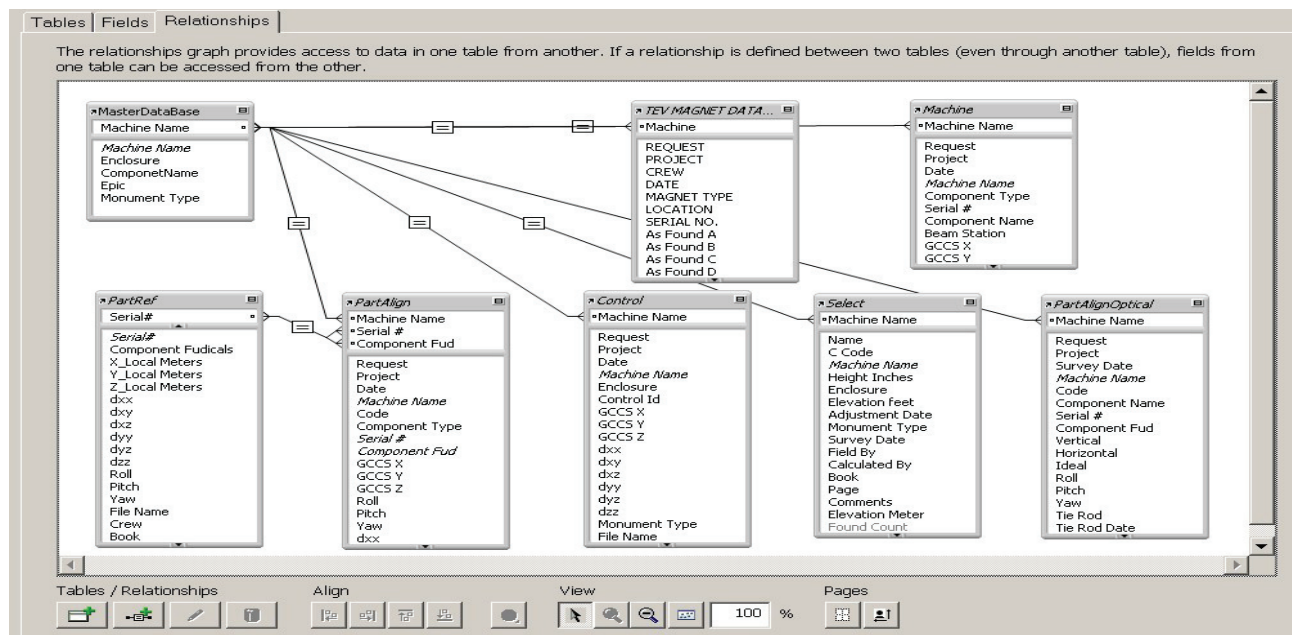 Tables
Fields
Relationships
The relationships graph provides access to data in one table from another. If a relationship is defined between two tables (even through another table), fields from
one table can be accessed from the other.
MasterDataBase
Machine Name
Machine Name
Enclosure
ComponetName
Epic
Monument Type
TEV MAGNET DATA...
Machine
REQUEST
PROJECT
CREW
DATE
MAGNET TYPE
LOCATION
SERIAL NO.
As Found A
As Found B
As Found C
As Found D
Machine
Machine Name
Request
Project
Date
Machine Name
Component Type
Serial #
Component Name
Beam Station
GCCS X
GCCS Y
PartRef
Serial#
Serial#
Component Fudicals
X_Local Meters
Y_Local Meters
Z_Local Meters
dxx
dxy
dxz
dyy
dyz
dzz
Roll
Pitch
Yaw
File Name
Crew
Book
PartAlign
Machine Name
Serial #
Component Fud
Request
Project
Date
Machine Name
Code
Component Type
Serial #
Component Fud
GCCS X
GCCS Y
GCCS Z
Roll
Pitch
Yaw
dxx
Control
Machine Name
Request
Project
Date
Machine Name
Enclosure
Control Id
GCCS X
GCCS Y
GCCS Z
dxx
dxy
dxz
dyy
dyz
dzz
Monument Type
File Name
Select
Machine Name
Name
C Code
Machine Name
Height Inches
Enclosure
Elevation feet
Adjustment Date
Monument Type
Survey Date
Field By
Calculated By
Book
Page
Comments
Elevation Meter
Found Count
PartAlignOptical
Machine Name
Request
Project
Survey Date
Machine Name
Code
Component Name
Serial #
Component Fud
Vertical
Horizontal
Ideal
Roll
Pitch
Yaw
Tie Rod
Tie Rod Date
Tables / Relationships
Align
View
Pages
100 %